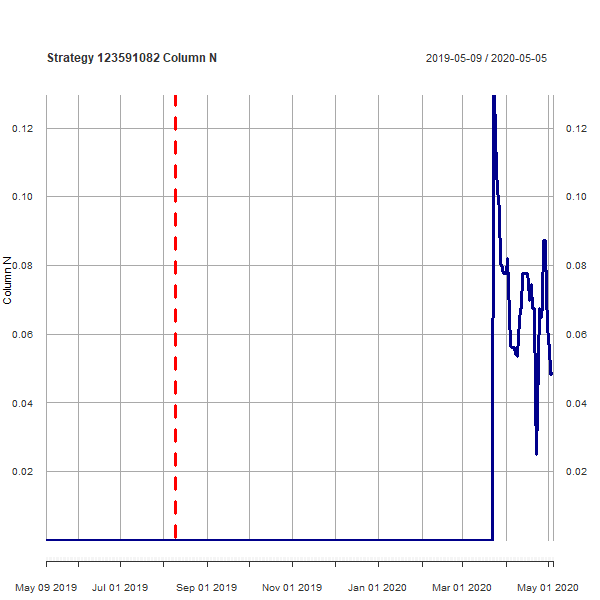 Strategy 123591082 Column N
2019-05-09 / 2020-05-05
0.12
0.12
0.10
0.10
0.08
0.08
Column N
0.06
0.06
0.04
0.04
0.02
0.02
May 09 2019
Jul 01 2019
Sep 01 2019
Nov 01 2019
Jan 01 2020
Mar 01 2020
May 01 2020